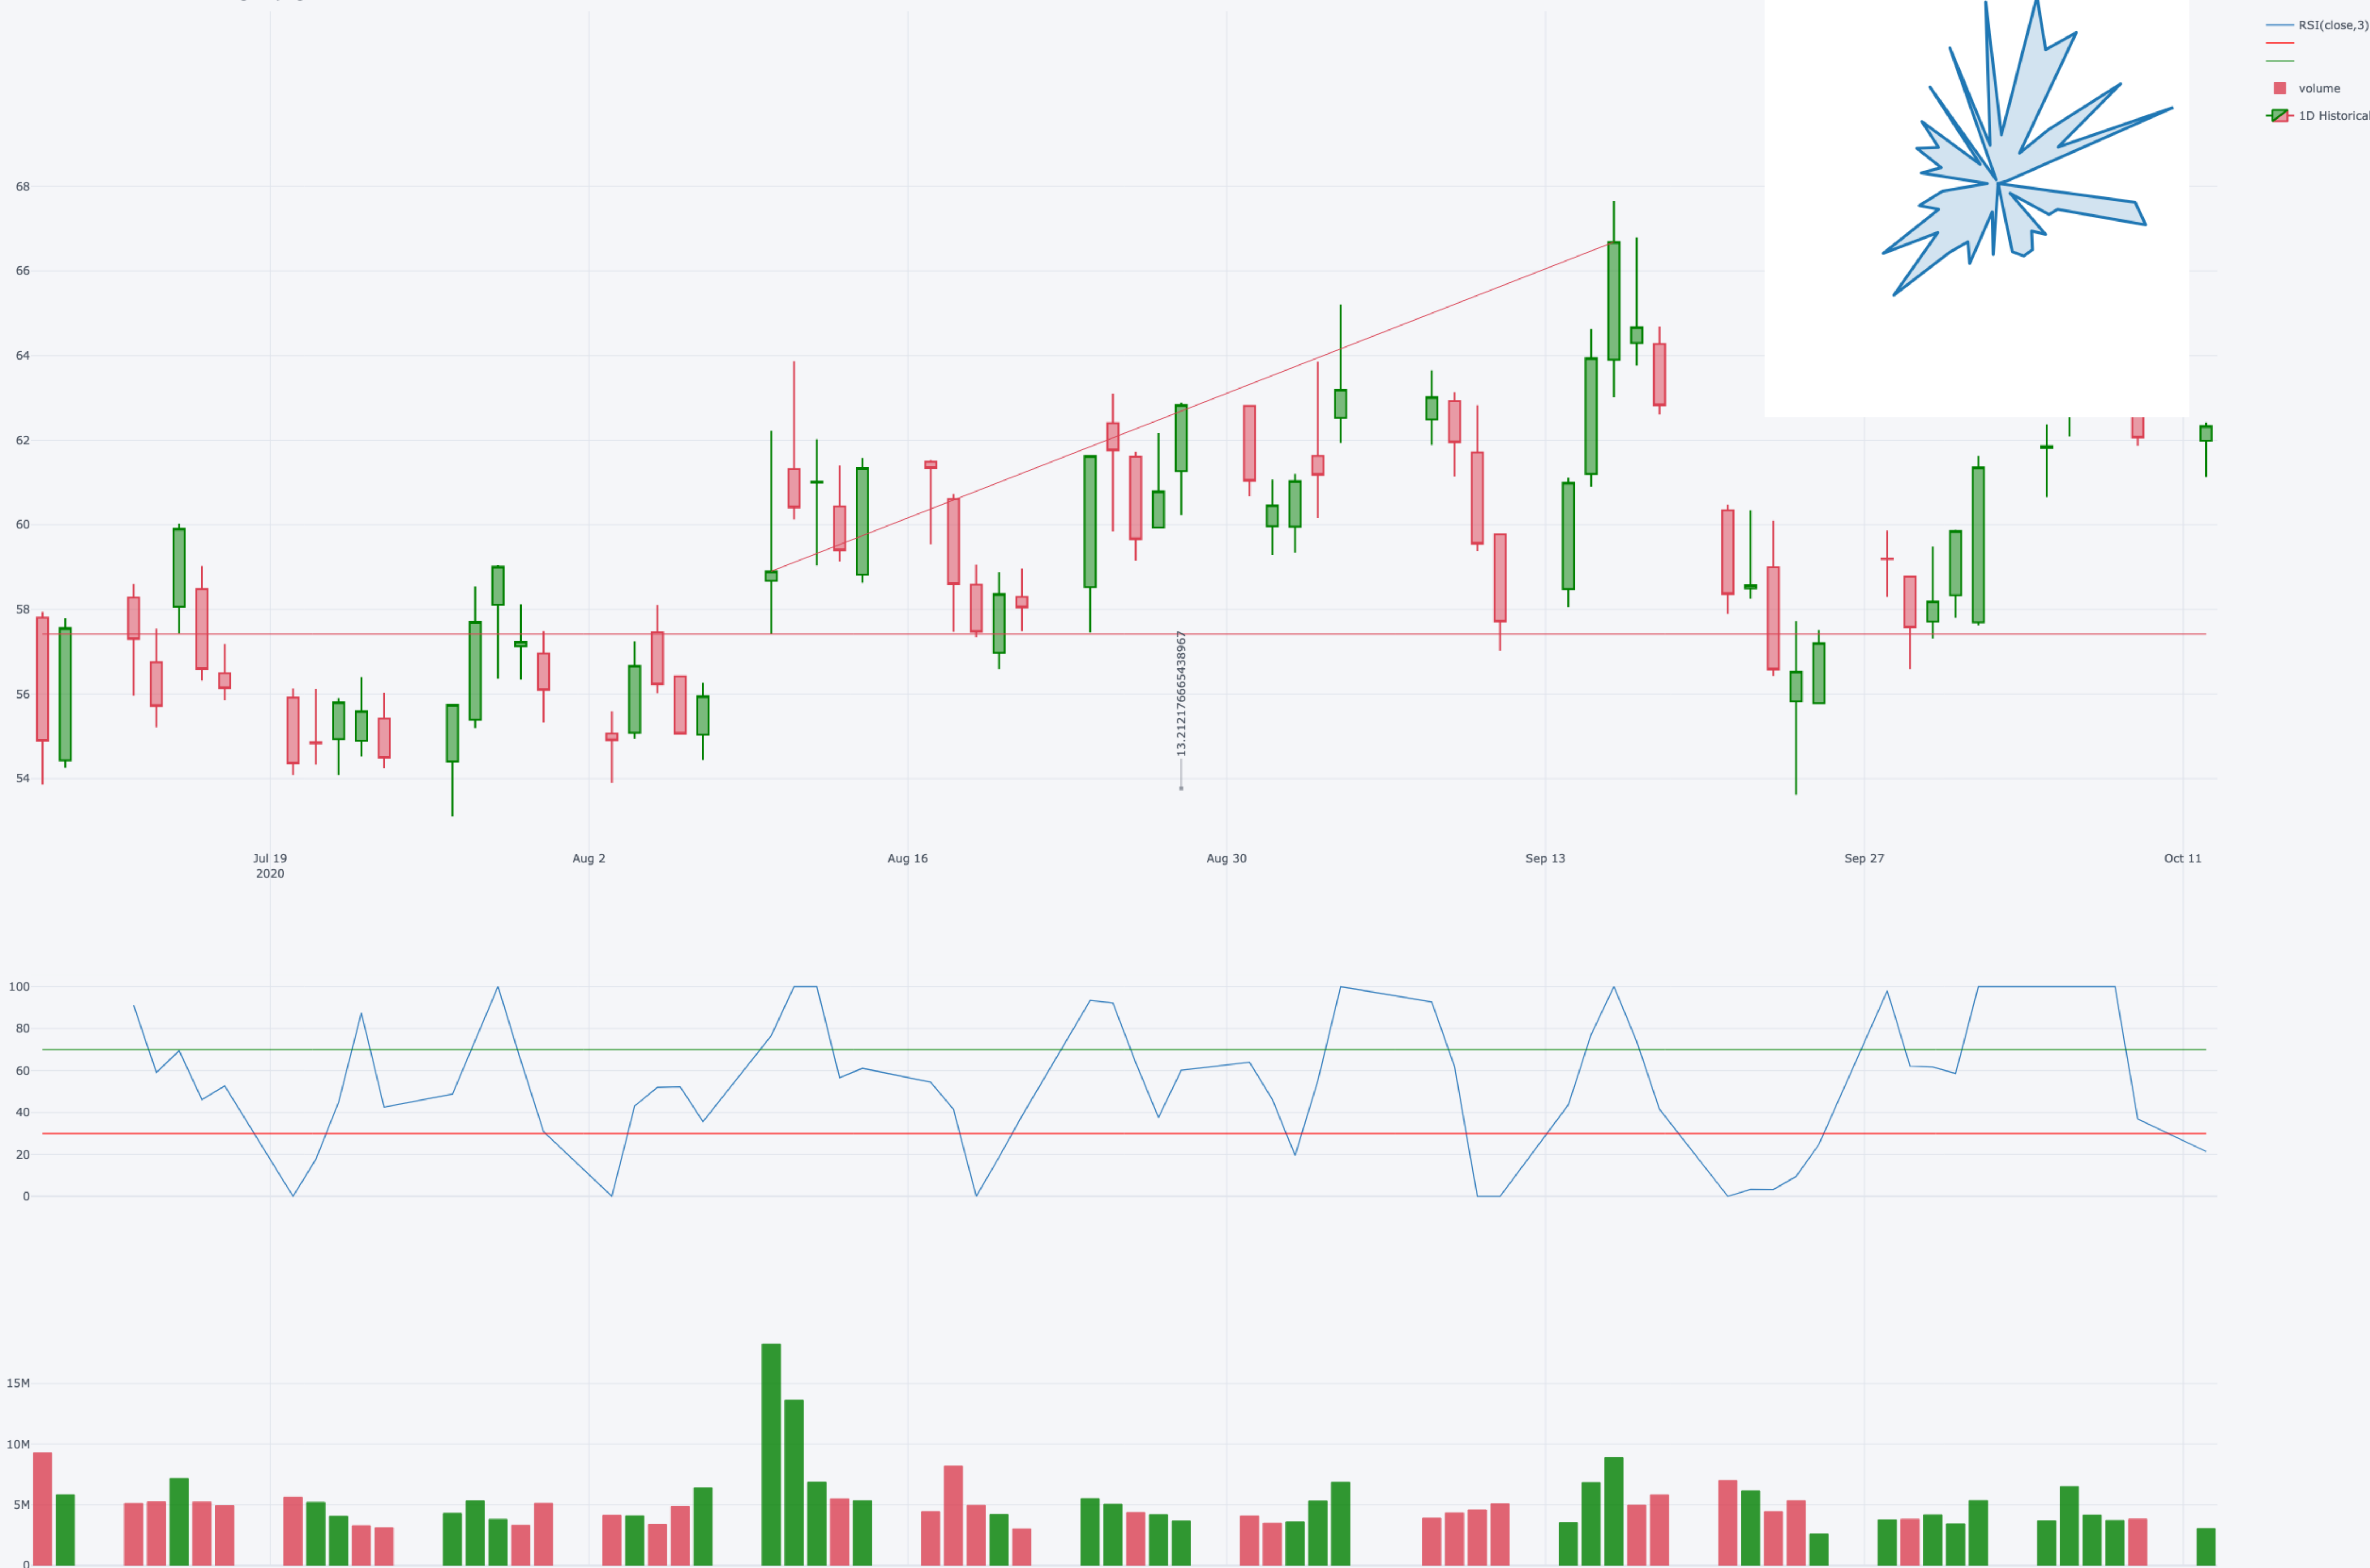 RSI(close,3)
volume
1D Historical
68
66
64
62
60
58
56
54
13.212176665438967
Jul 19
2020
Aug 2
Aug 16
Aug 30
Sep 13
Sep 27
Oct 11
100
80
60
40
20
0
15M
10M
5M
0